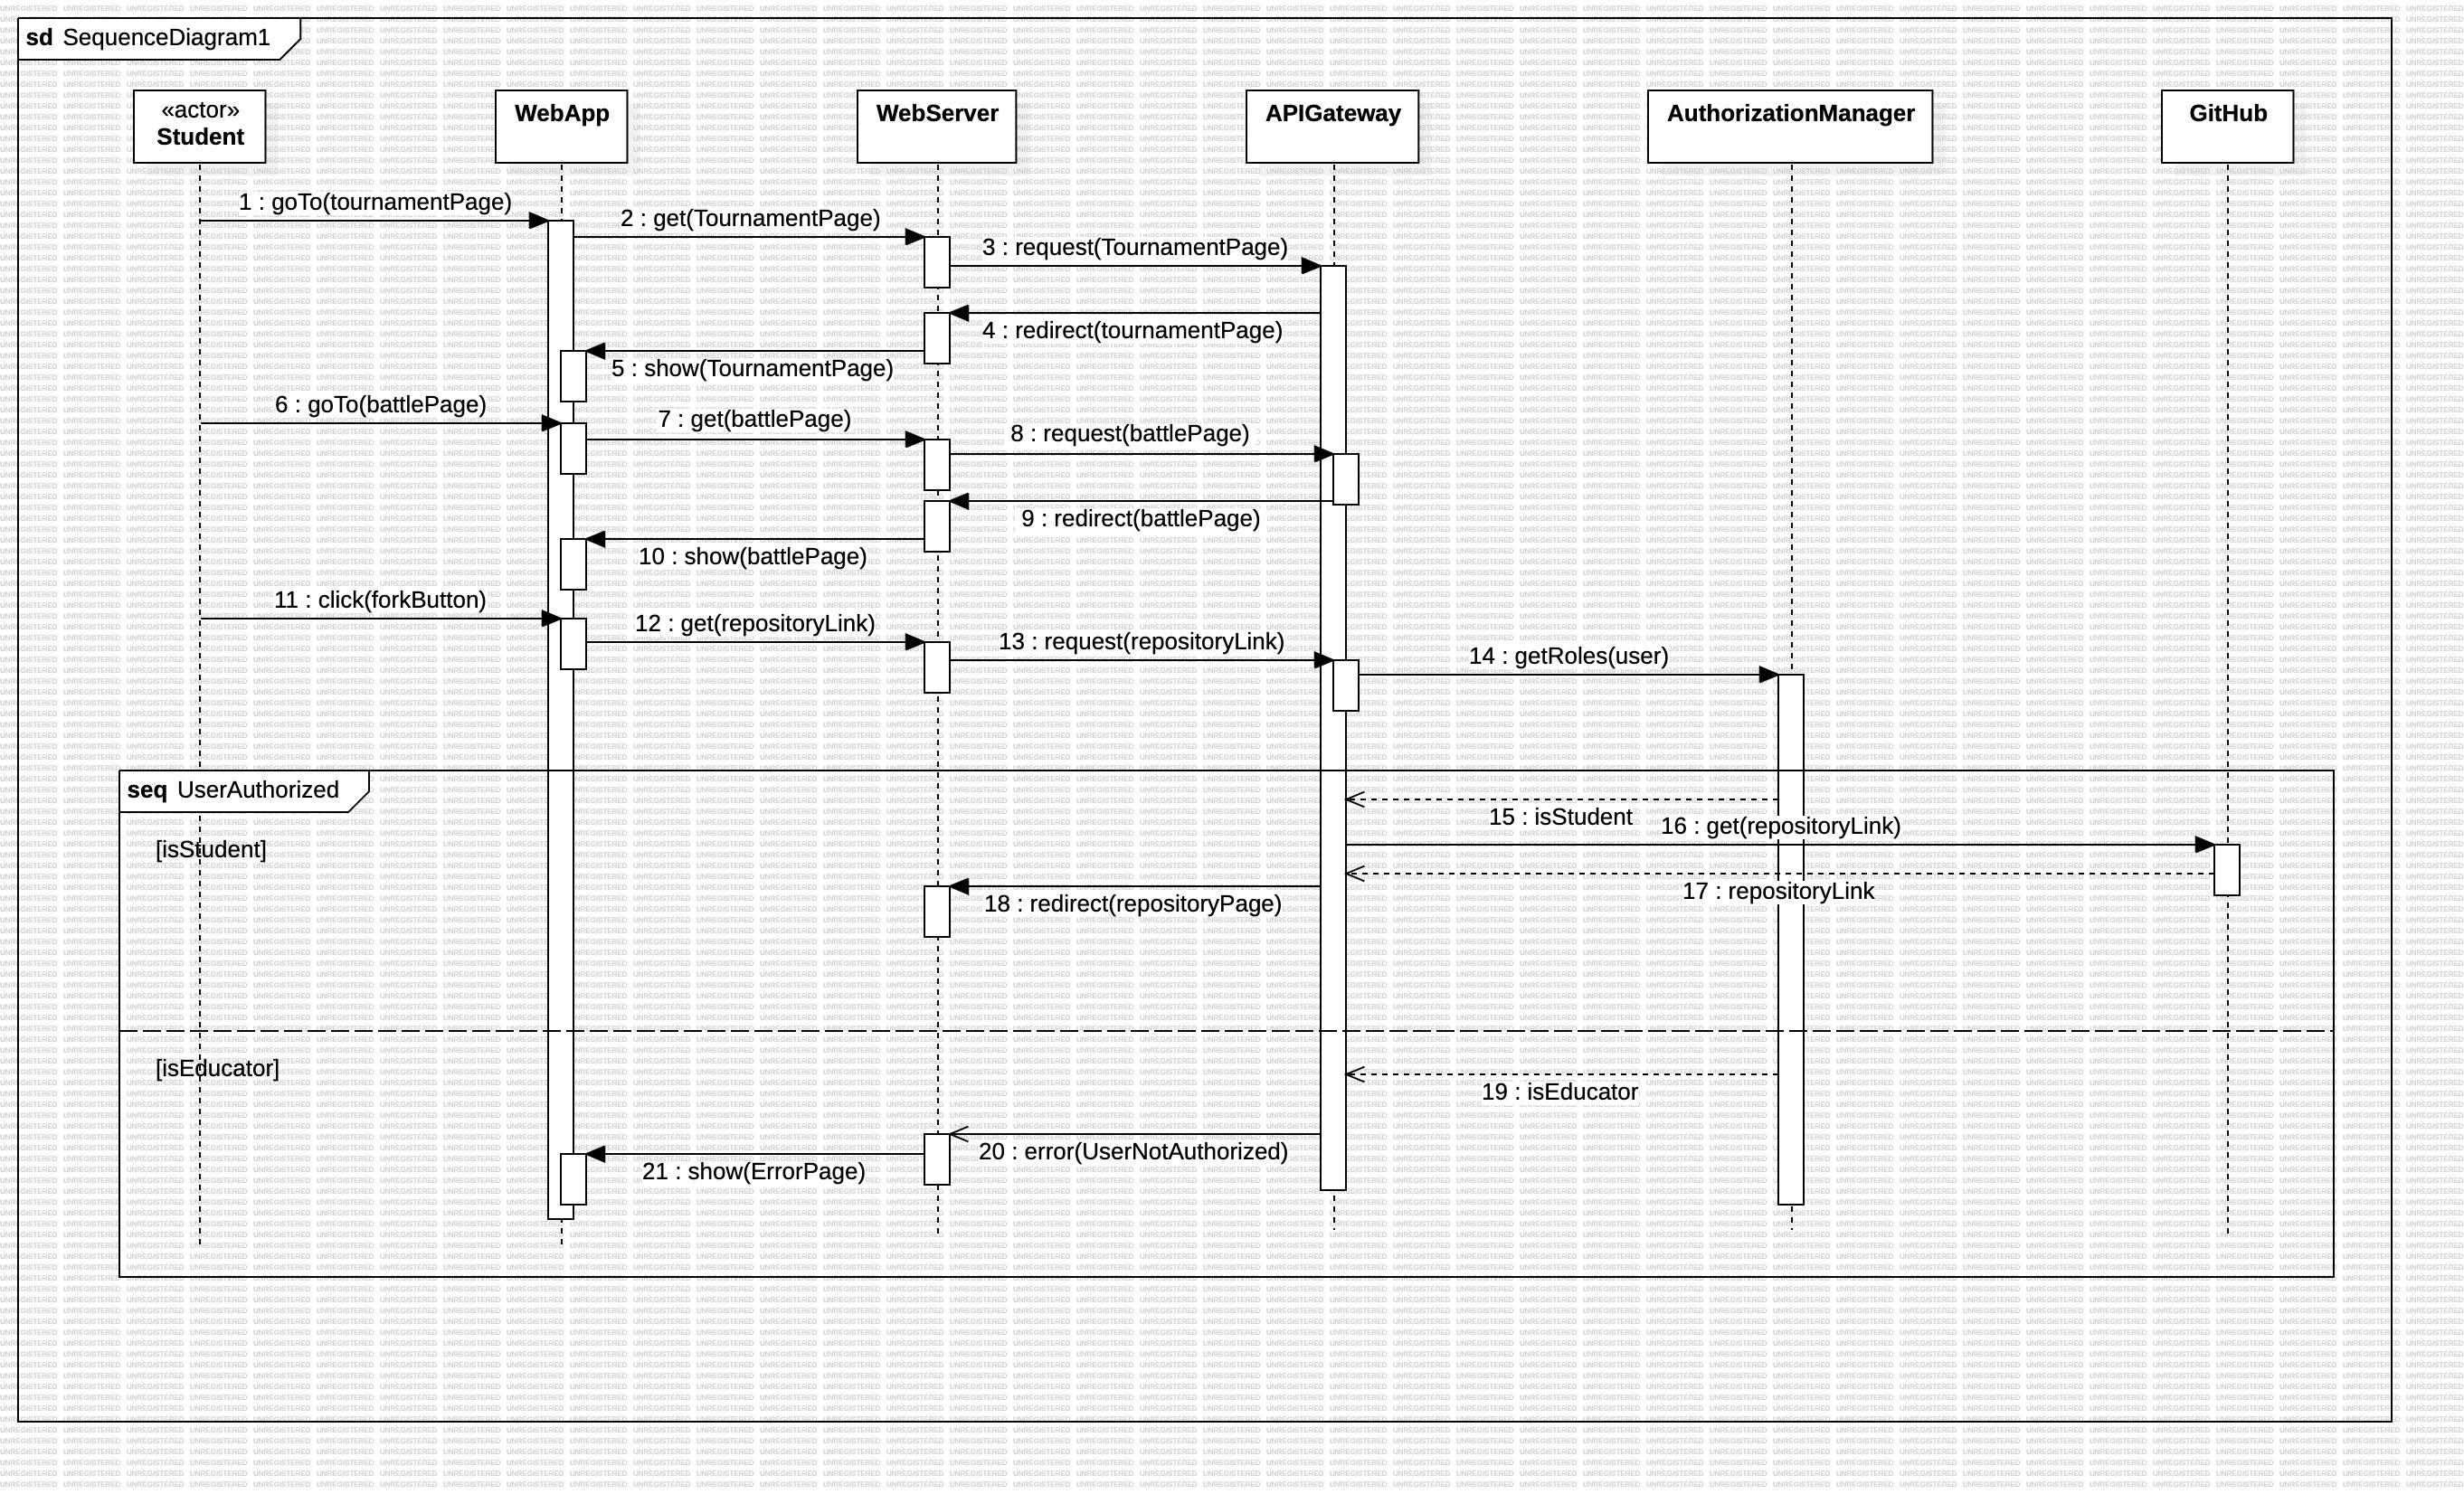 sd SequenceDiagram1
«actor»
Student
WebApp
WebServer
APIGateway
AuthorizationManager
GitHub
1 : goTo(tournamentPage)
2 : get(TournamentPage)
3 : request(TournamentPage)
4 : redirect(tournamentPage)
5 : show(TournamentPage)
6 : goTo(battlePage)
7 : get(battlePage)
8 : request(battlePage)
9 : redirect(battlePage)
10 : show(battlePage)
11 : click(forkButton)
12 : get(repositoryLink)
13 : request(repositoryLink)
14 : getRoles(user)
seq UserAuthorized
15 : isStudent
16 : get(repositoryLink)
[isStudent]
17 : repositoryLink
18 : redirect(repositoryPage)
[isEducator]
19 : isEducator
20 : error(UserNotAuthorized)
21 : show(ErrorPage)
UNREGISTERED